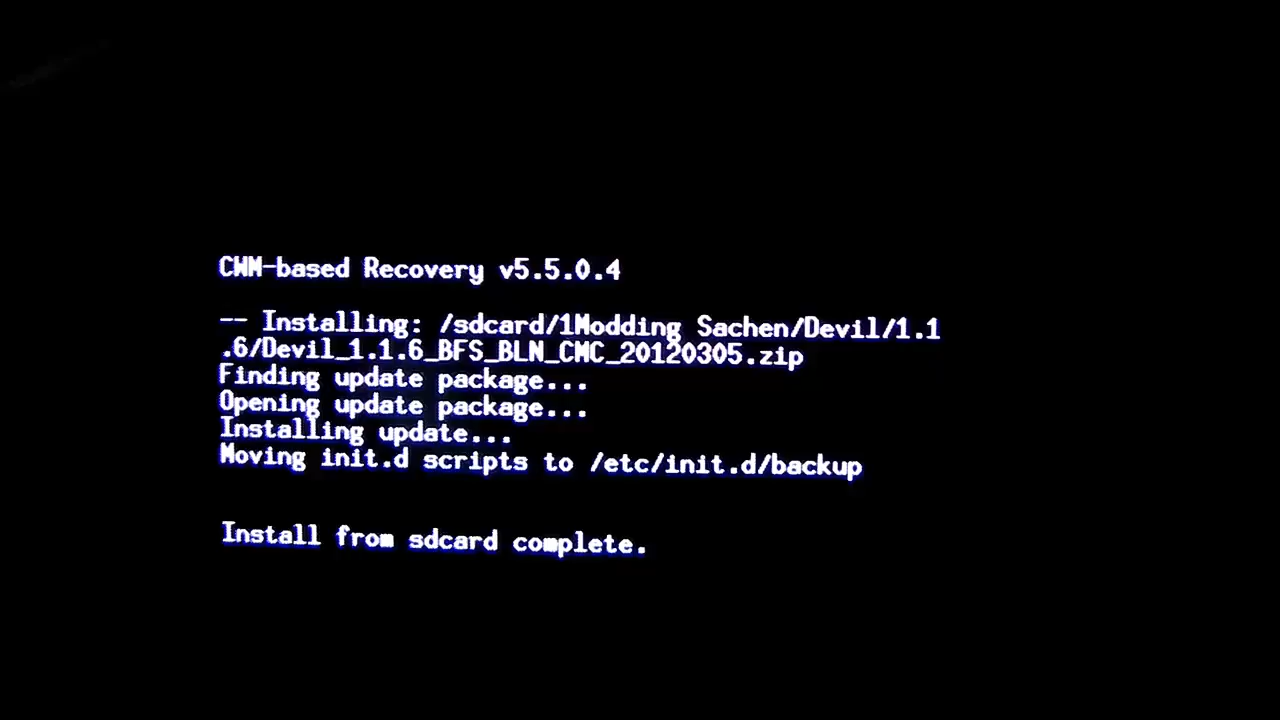 CWM-based Recovery v5.5.0.4
-- Installing: /sdcard/1Modding Sachen/Devil/1.1
.6/Devil_1.1.6_BFS_BLN_CMC_20120305.zip
Finding update package...
Opening update package...
Installing update...
Moving init.d scripts to /etc/init.d/backup
Install from sdcard complete.